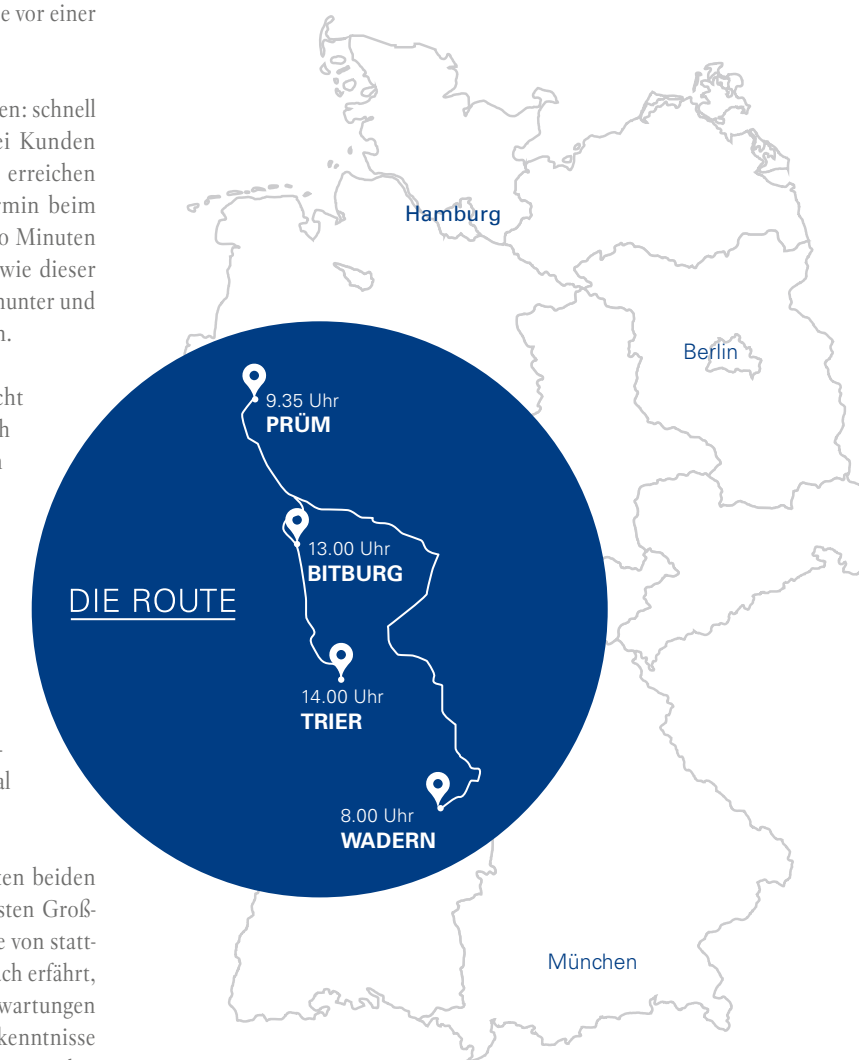 e vor einer
en: schnell
ei Kunden
erreichen
rmin beim
0 Minuten
wie dieser
hunter und
n.
cht
h
n
-
al
ten beiden
sten Groß-
e von statt-
ch erfährt,
wartungen
kenntnisse
Hamburg
Berlin
9.35 Uhr
PRÜM
13.00 Uhr
BITBURG
DIE ROUTE
14.00 Uhr
TRIER
8.00 Uhr
WADERN
München